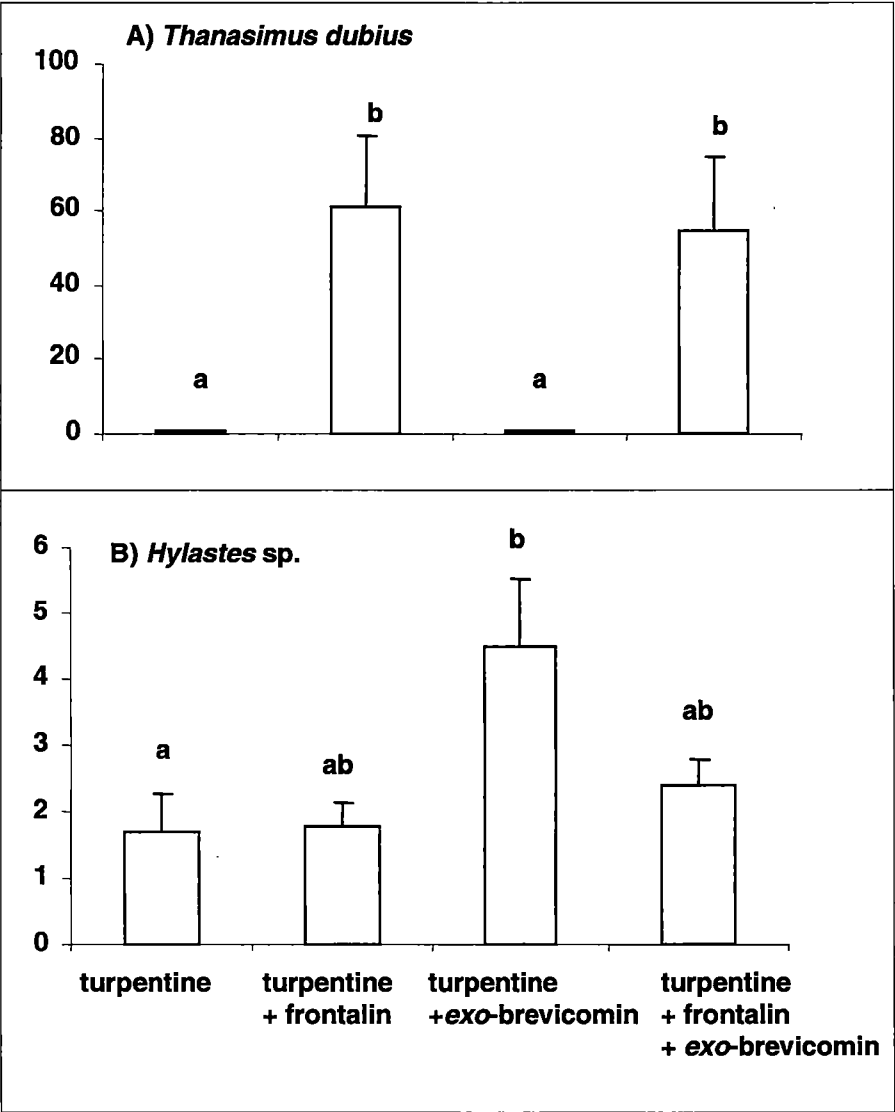 A) Thanasimus dubius
100
80
60
40
20
0
a
b
a
b
B) Hylastes sp.
6
5
4
3
2
1
0
a
ab
b
ab
turpentine
turpentine
+ frontalin
turpentine
+exo-brevicomin
turpentine
+ frontalin
+ exo-brevicomin